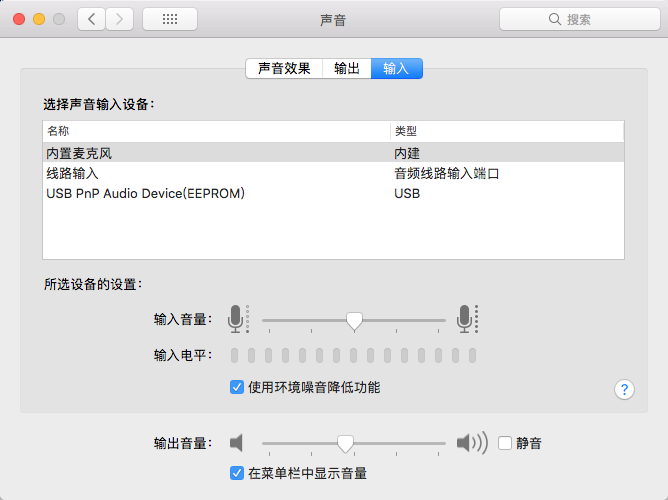 声音
搜索
声音效果 输出 输入
选择声音输入设备：
名称 类型
内置麦克风 内建
线路输入 音频线路输入端口
USB PnP Audio Device(EEPROM) USB
所选设备的设置：
输入音量：
输入电平：
使用环境噪音降低功能
?
输出音量： 静音
在菜单栏中显示音量